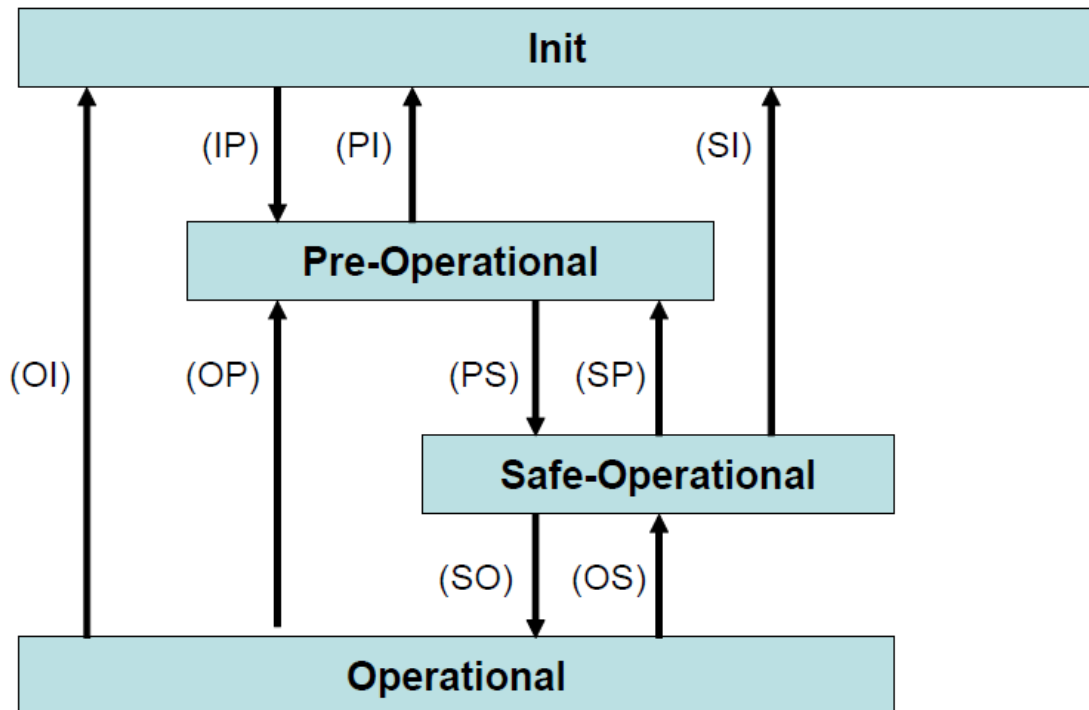 Init
(IP)
(PI)
(SI)
Pre-Operational
(OI)
(OP)
(PS)
(SP)
Safe-Operational
(SO)
(OS)
Operational